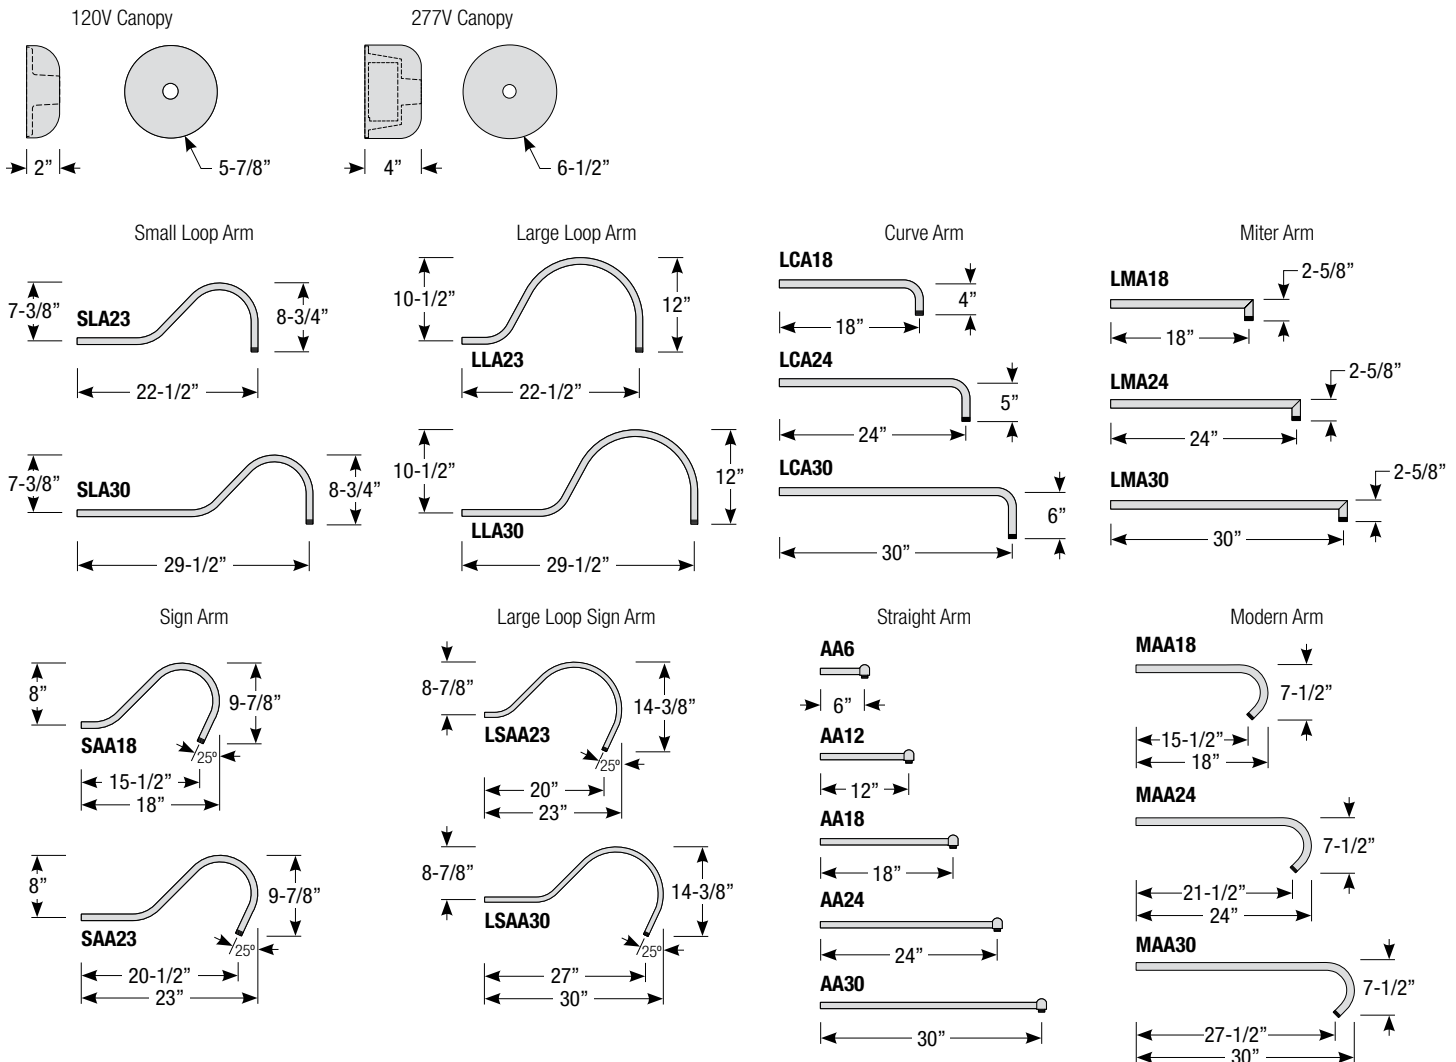 120V Canopy
277V Canopy
2”
5-7/8”
4”
6-1/2”
Small Loop Arm
7-3/8”
SLA23
8-3/4”
22-1/2”
7-3/8”
SLA30
8-3/4”
29-1/2”
Large Loop Arm
10-1/2”
12”
LLA23
22-1/2”
10-1/2”
12”
LLA30
29-1/2”
Curve Arm
LCA18
4”
18”
LCA24
5”
24”
LCA30
6”
30”
Miter Arm
2-5/8”
LMA18
18”
2-5/8”
LMA24
24”
2-5/8”
LMA30
30”
Sign Arm
8”
9-7/8”
SAA18
25º
15-1/2”
18”
8”
9-7/8”
SAA23
25º
20-1/2”
23”
Large Loop Sign Arm
8-7/8”
14-3/8”
LSAA23
25º
20”
23”
8-7/8”
14-3/8”
LSAA30
25º
27”
30”
Straight Arm
AA6
6”
AA12
12”
AA18
18”
AA24
24”
AA30
30”
Modern Arm
MAA18
7-1/2”
15-1/2”
18”
MAA24
7-1/2”
21-1/2”
24”
MAA30
7-1/2”
27-1/2”
30”